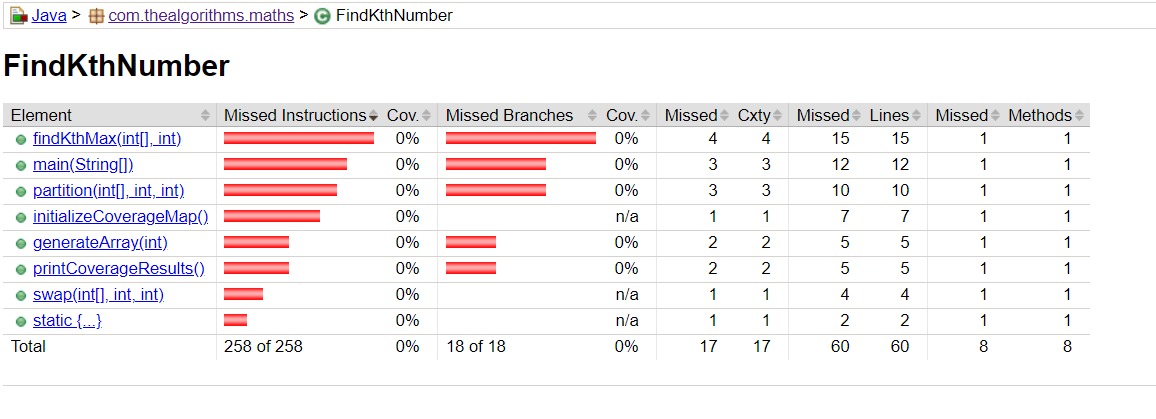 Java > com.thealgorithms.maths > FindKthNumber
FindKthNumber
Element Missed Instructions Cov. Missed Branches Cov. Missed Cxty Missed Lines Missed Methods
findKthMax(int[], int) 0% 0% 4 4 15 15 1 1
main(String[]) 0% 0% 3 3 12 12 1 1
partition(int[], int, int) 0% 0% 3 3 10 10 1 1
initializeCoverageMap() 0% n/a 1 1 7 7 1 1
generateArray(int) 0% 0% 2 2 5 5 1 1
printCoverageResults() 0% 0% 2 2 5 5 1 1
swap(int[], int, int) 0% n/a 1 1 4 4 1 1
static {...} 0% n/a 1 1 2 2 1 1
Total 258 of 258 0% 18 of 18 0% 17 17 60 60 8 8